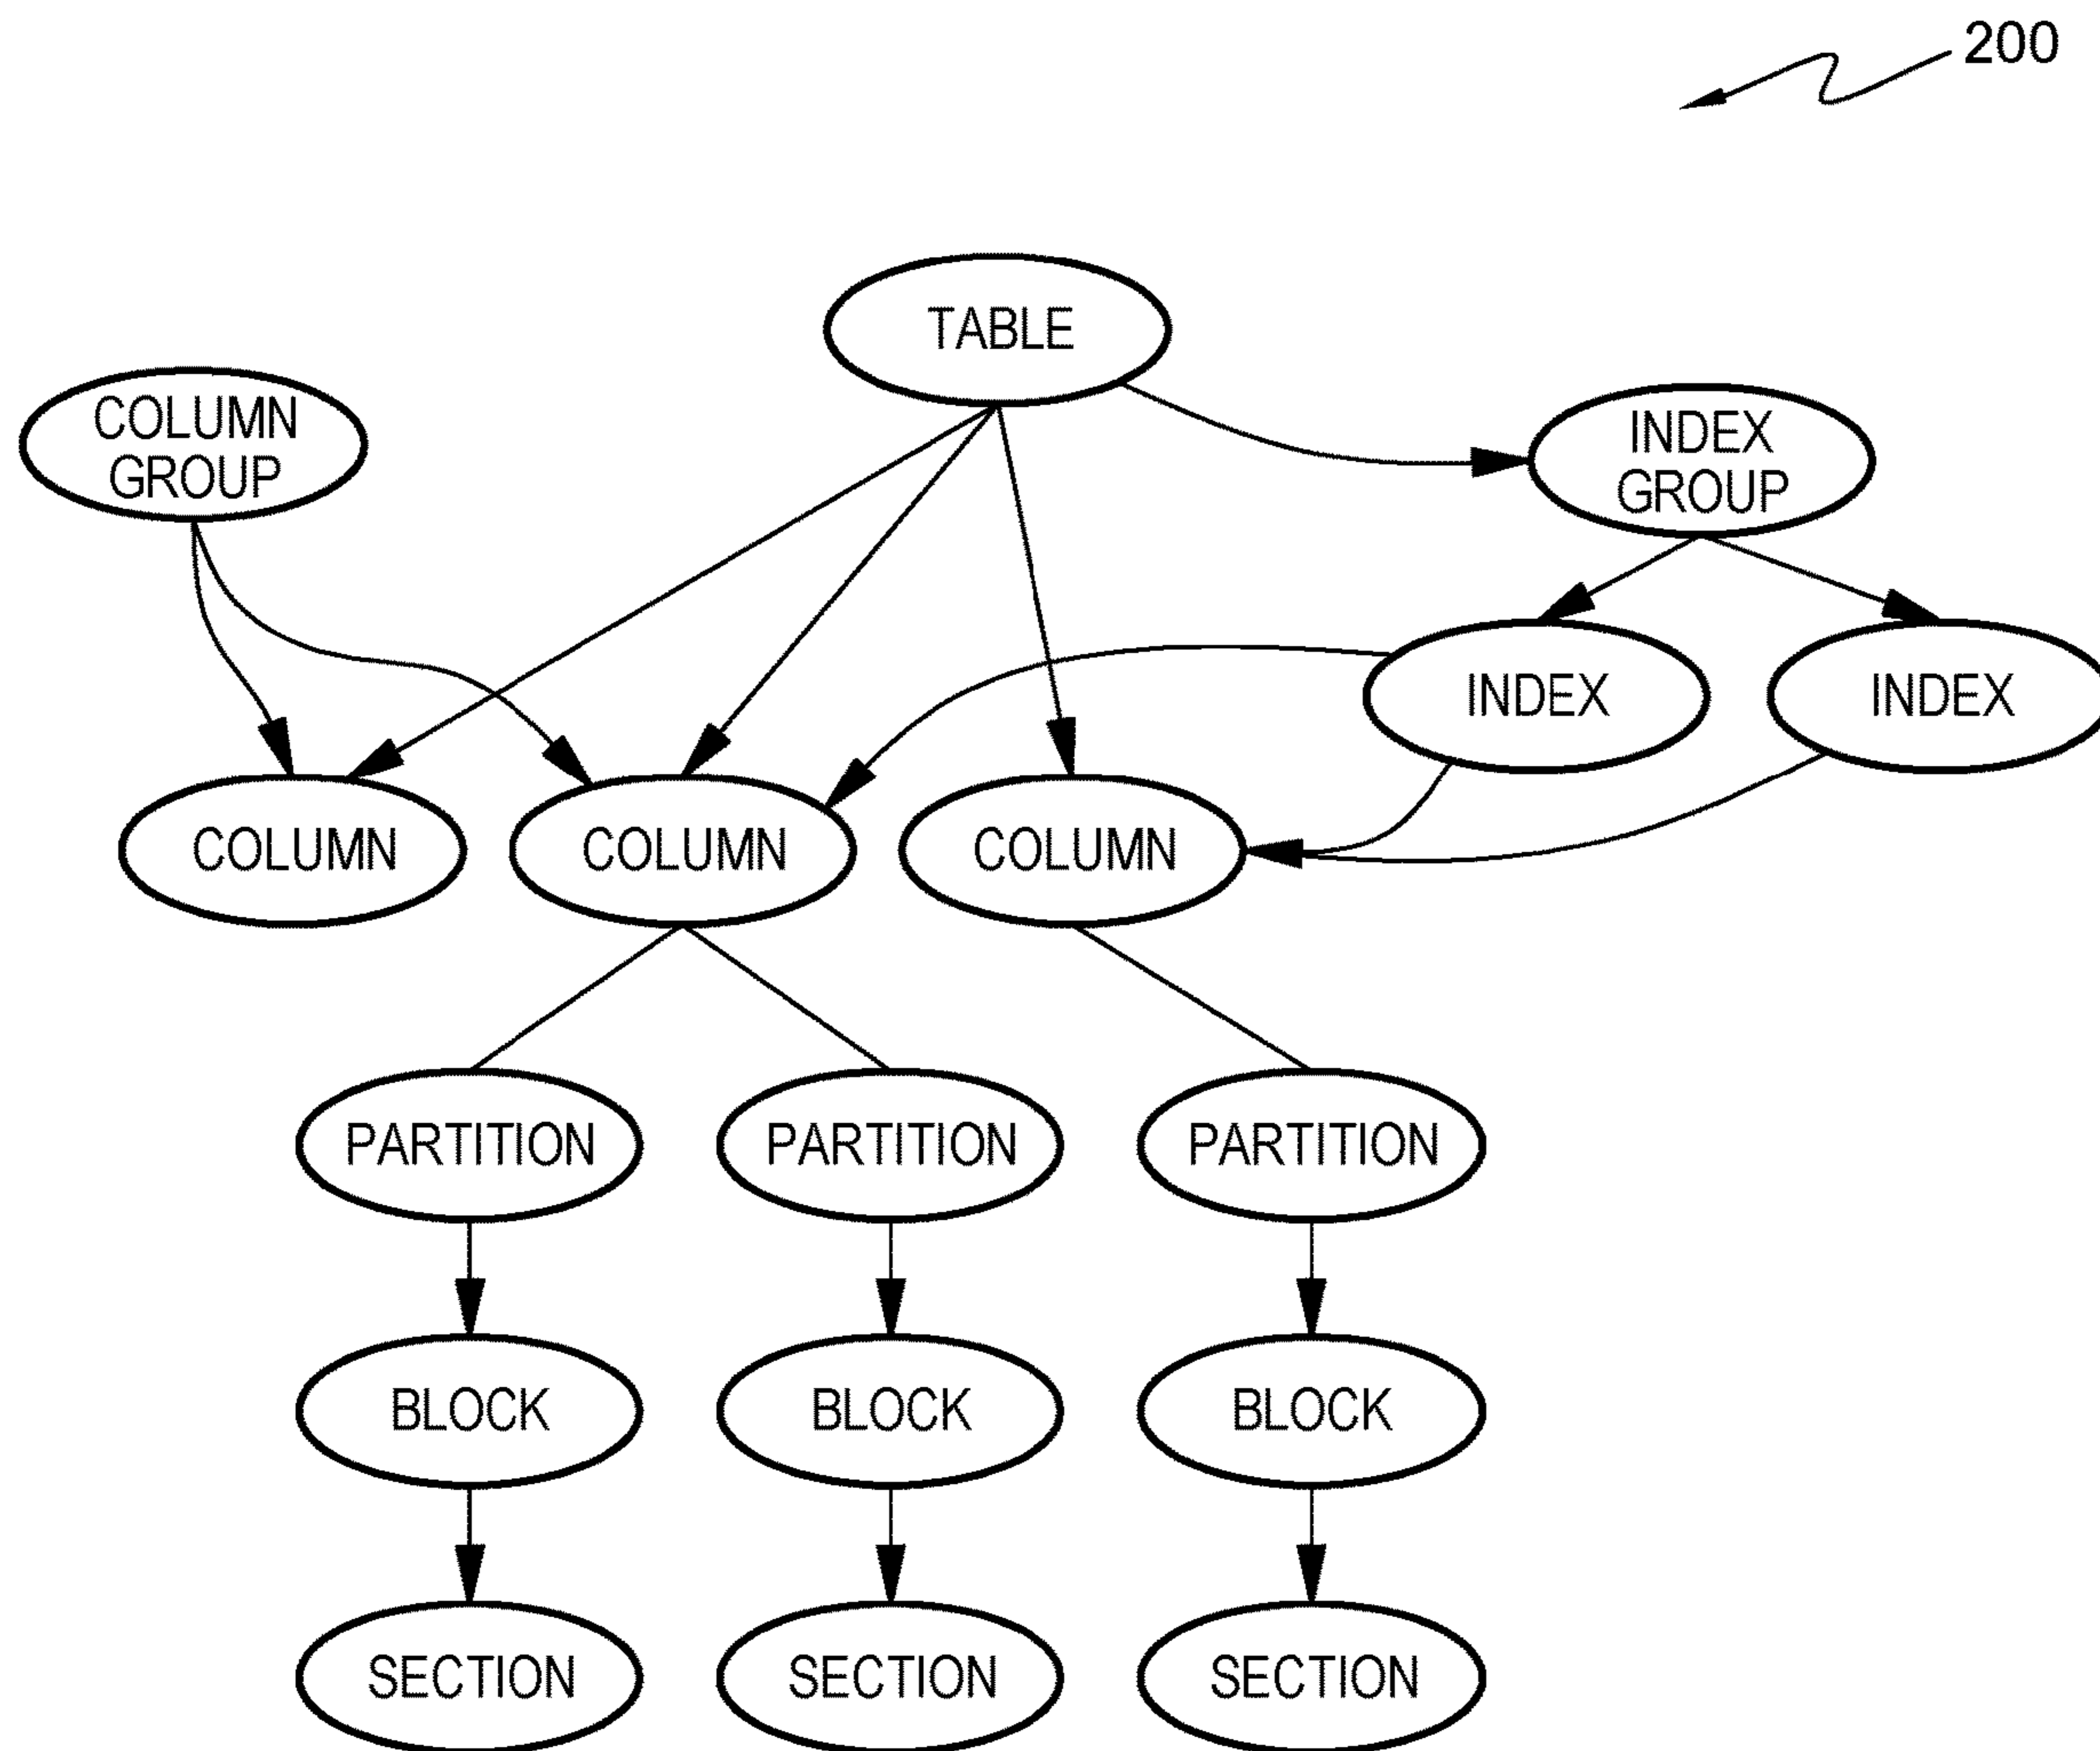 200
TABLE
COLUMN
GROUP
INDEX
GROUP
INDEX
INDEX
COLUMN
COLUMN
COLUMN
PARTITION
PARTITION
PARTITION
BLOCK
BLOCK
BLOCK
SECTION
SECTION
SECTION